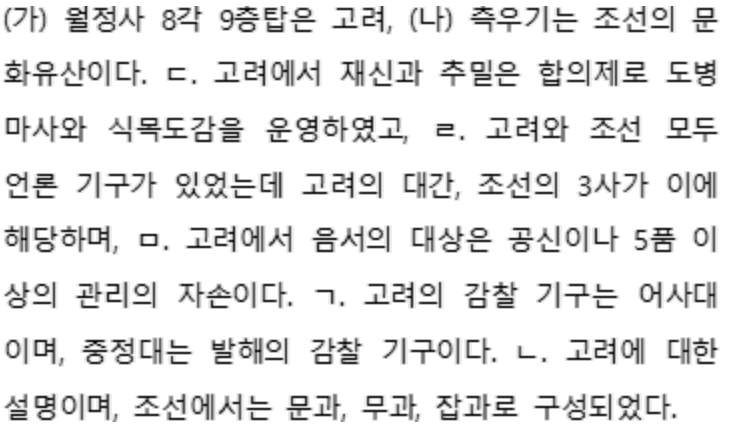 (가) 월정사 8각 9층탑은 고려, (나) 측우기는 조선의 문
화유산이다. ㄷ. 고려에서 재신과 추밀은 합의제로 도병
마사와 식목도감을 운영하였고, ㄹ. 고려와 조선 모두
언론 기구가 있었는데 고려의 대간, 조선의 3사가 이에
해당하며, ㅁ. 고려에서 음서의 대상은 공신이나 5품 이
상의 관리의 자손이다. ㄱ. 고려의 감찰 기구는 어사대
이며, 중정대는 발해의 감찰 기구이다. ㄴ. 고려에 대한
설명이며, 조선에서는 문과, 무과, 잡과로 구성되었다.